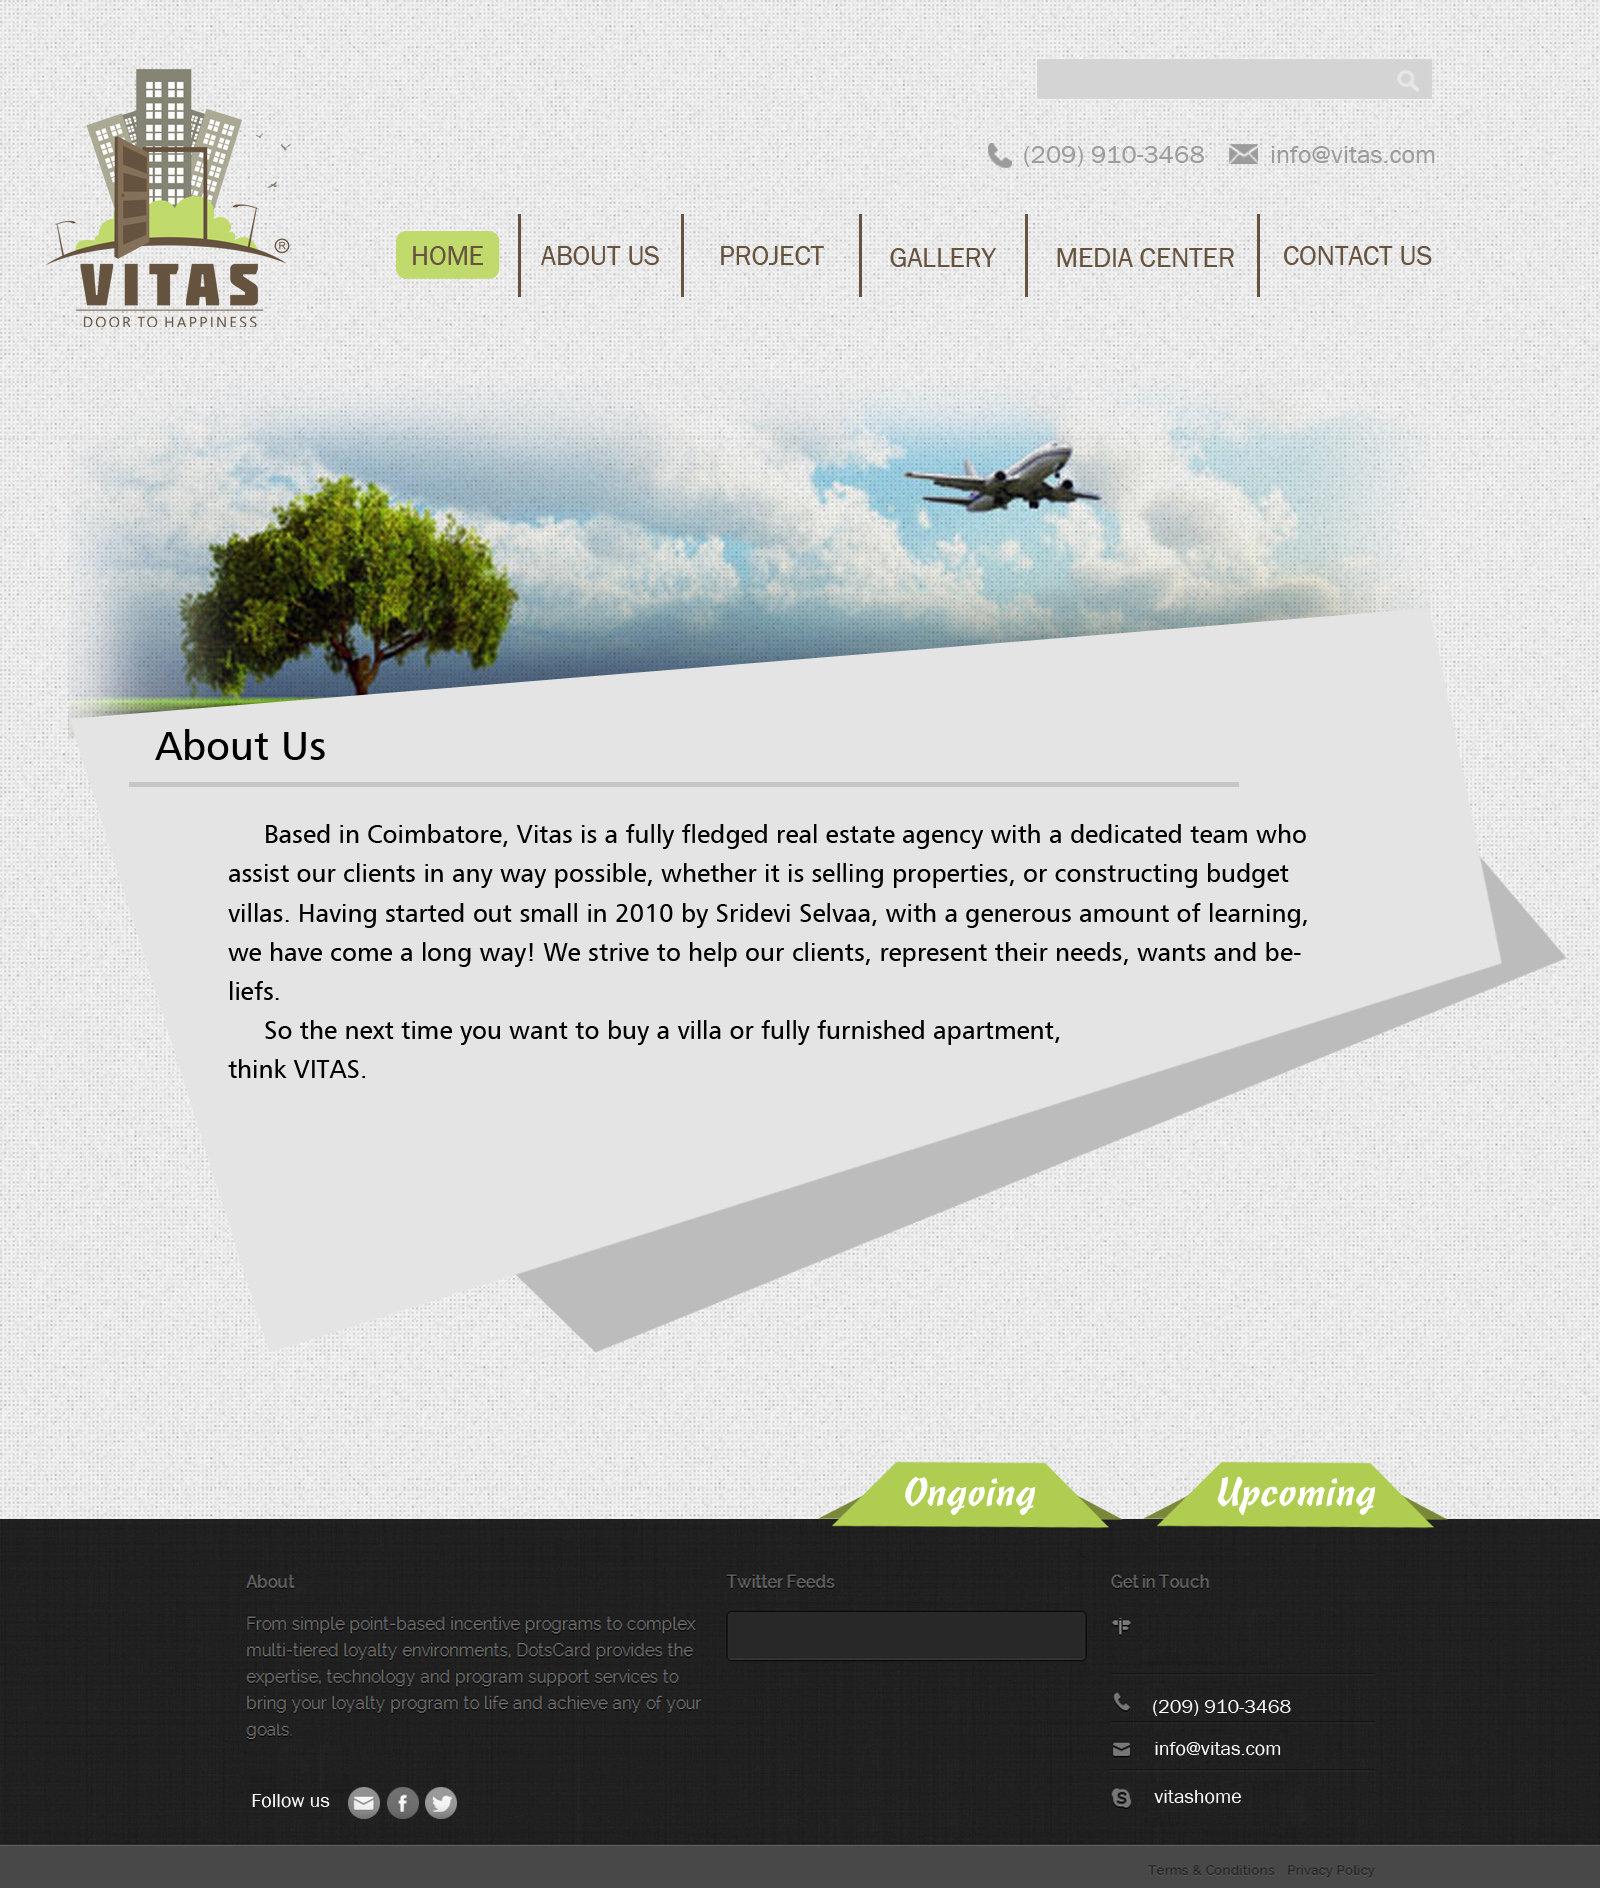 (209) 910-3468 info@vitas.com
HOME ABOUT US PROJECT GALLERY MEDIA CENTER CONTACT US
®
VITAS
DOOR TO HAPPINESS
About Us
Based in Coimbatore, Vitas is a fully fledged real estate agency with a dedicated team who
assist our clients in any way possible, whether it is selling properties, or constructing budget
villas. Having started out small in 2010 by Sridevi Selvaa, with a generous amount of learning,
we have come a long way! We strive to help our clients, represent their needs, wants and be-
liefs.
So the next time you want to buy a villa or fully furnished apartment,
think VITAS.
Ongoing Upcoming
About
From simple point-based incentive programs to complex
multi-tiered loyalty environments, DotsCard provides the
expertise, technology and program support services to
bring your loyalty program to life and achieve any of your
goals.
Follow us
Twitter Feeds
Get in Touch
(209) 910-3468
info@vitas.com
vitashome
Terms & Conditions Privacy Policy